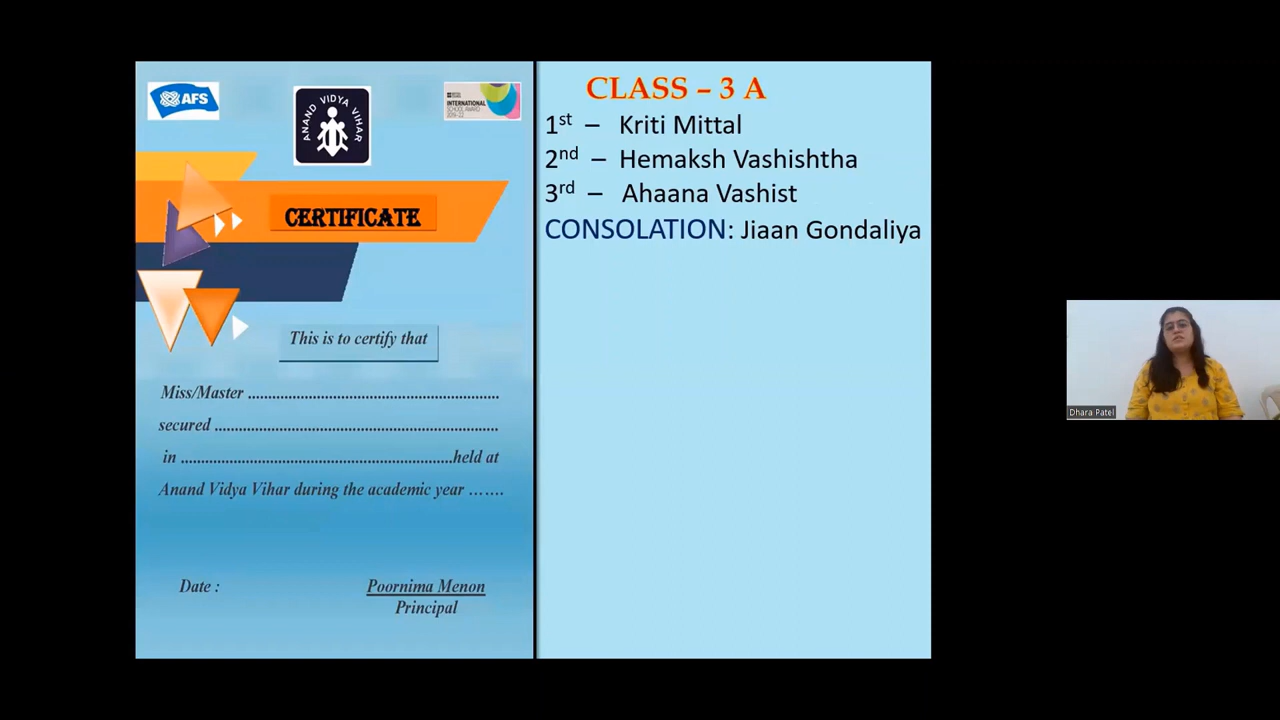 AFS
ANAND VIDYA VIHAR
INTERNATIONAL
CERTIFICATE
This is to certify that
Miss/Master ...............................................................
secured .......................................................................
in ....................................................................held at
Anand Vidya Vihar during the academic year …….
Date :
Poornima Menon
Principal
CLASS – 3 A
1st – Kriti Mittal
2nd – Hemaksh Vashishtha
3rd – Ahaana Vashist
CONSOLATION: Jiaan Gondaliya
Dhara Patel